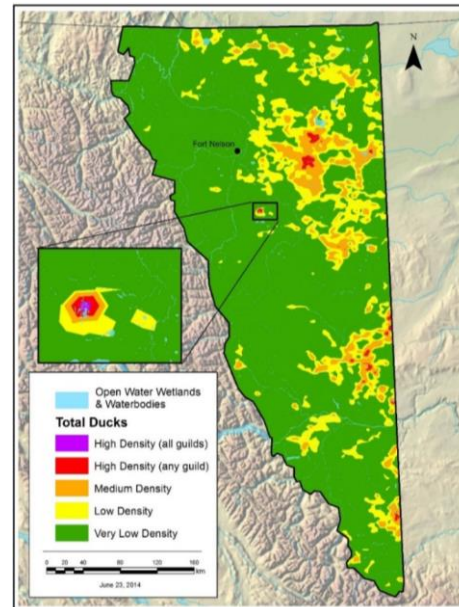 N
Fort Nelson
Open Water Wetlands
& Waterbodies
Total Ducks
High Density (all guilds)
High Density (any guild)
Medium Density
Low Density
Very Low Density
0 20 40 80 120 160
km
June 23, 2014